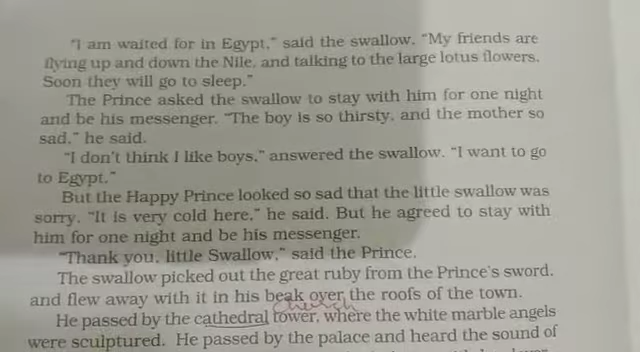 "I am waited for in Egypt," said the swallow. "My friends are
flying up and down the Nile, and talking to the large lotus flowers.
Soon they will go to sleep."
The Prince asked the swallow to stay with him for one night
and be his messenger. "The boy is so thirsty, and the mother so
sad," he said.
"I don't think I like boys," answered the swallow. "I want to go
to Egypt."
But the Happy Prince looked so sad that the little swallow was
sorry. "It is very cold here," he said. But he agreed to stay with
him for one night and be his messenger.
"Thank you, little Swallow," said the Prince.
The swallow picked out the great ruby from the Prince's sword,
and flew away with it in his beak over the roofs of the town.
church
He passed by the cathedral tower, where the white marble angels
were sculptured. He passed by the palace and heard the sound of